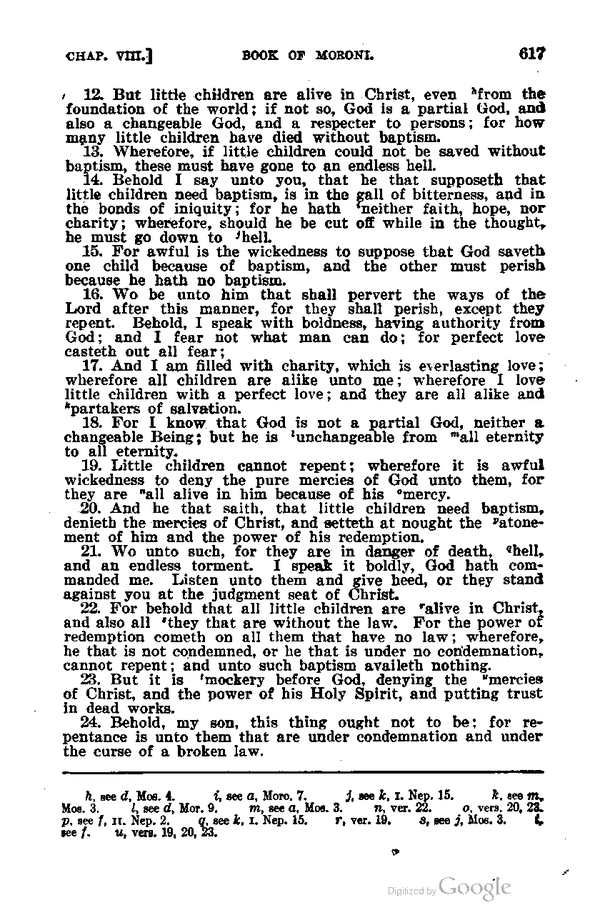 CHAP. VIII.] BOOK OF MORONI. 617
12. But little children are alive in Christ, even ʰfrom the
foundation of the world; if not so, God is a partial God, and
also a changeable God, and a respecter to persons; for how
many little children have died without baptism.
13. Wherefore, if little children could not be saved without
baptism, these must have gone to an endless hell.
14. Behold I say unto you, that he that supposeth that
little children need baptism, is in the gall of bitterness, and in
the bonds of iniquity; for he hath ⁱneither faith, hope, nor
charity; wherefore, should he be cut off while in the thought,
he must go down to ʲhell.
15. For awful is the wickedness to suppose that God saveth
one child because of baptism, and the other must perish
because he hath no baptism.
16. Wo be unto him that shall pervert the ways of the
Lord after this manner, for they shall perish, except they
repent. Behold, I speak with boldness, having authority from
God; and I fear not what man can do; for perfect love
casteth out all fear;
17. And I am filled with charity, which is everlasting love;
wherefore all children are alike unto me; wherefore I love
little children with a perfect love; and they are all alike and
ᵏpartakers of salvation.
18. For I know that God is not a partial God, neither a
changeable Being; but he is ˡunchangeable from ᵐall eternity
to all eternity.
19. Little children cannot repent; wherefore it is awful
wickedness to deny the pure mercies of God unto them, for
they are ⁿall alive in him because of his ᵒmercy.
20. And he that saith, that little children need baptism,
denieth the mercies of Christ, and setteth at nought the ᵖatone-
ment of him and the power of his redemption.
21. Wo unto such, for they are in danger of death, ᑫhell,
and an endless torment. I speak it boldly, God hath com-
manded me. Listen unto them and give heed, or they stand
against you at the judgment seat of Christ.
22. For behold that all little children are ʳalive in Christ,
and also all ˢthey that are without the law. For the power of
redemption cometh on all them that have no law; wherefore,
he that is not condemned, or he that is under no condemnation,
cannot repent; and unto such baptism availeth nothing.
23. But it is ᵗmockery before God, denying the ᵘmercies
of Christ, and the power of his Holy Spirit, and putting trust
in dead works.
24. Behold, my son, this thing ought not to be; for re-
pentance is unto them that are under condemnation and under
the curse of a broken law.
h, see d, Mos. 4. i, see a, Moro. 7. j, see k, I. Nep. 15. k, see m,
Mos. 3. l, see d, Mor. 9. m, see a, Mos. 3. n, ver. 22. o, vers. 20, 23.
p, see f, II. Nep. 2. q, see k, I. Nep. 15. r, ver. 19. s, see j, Mos. 3. t,
see f. u, vers. 19, 20, 23.
Digitized by Google